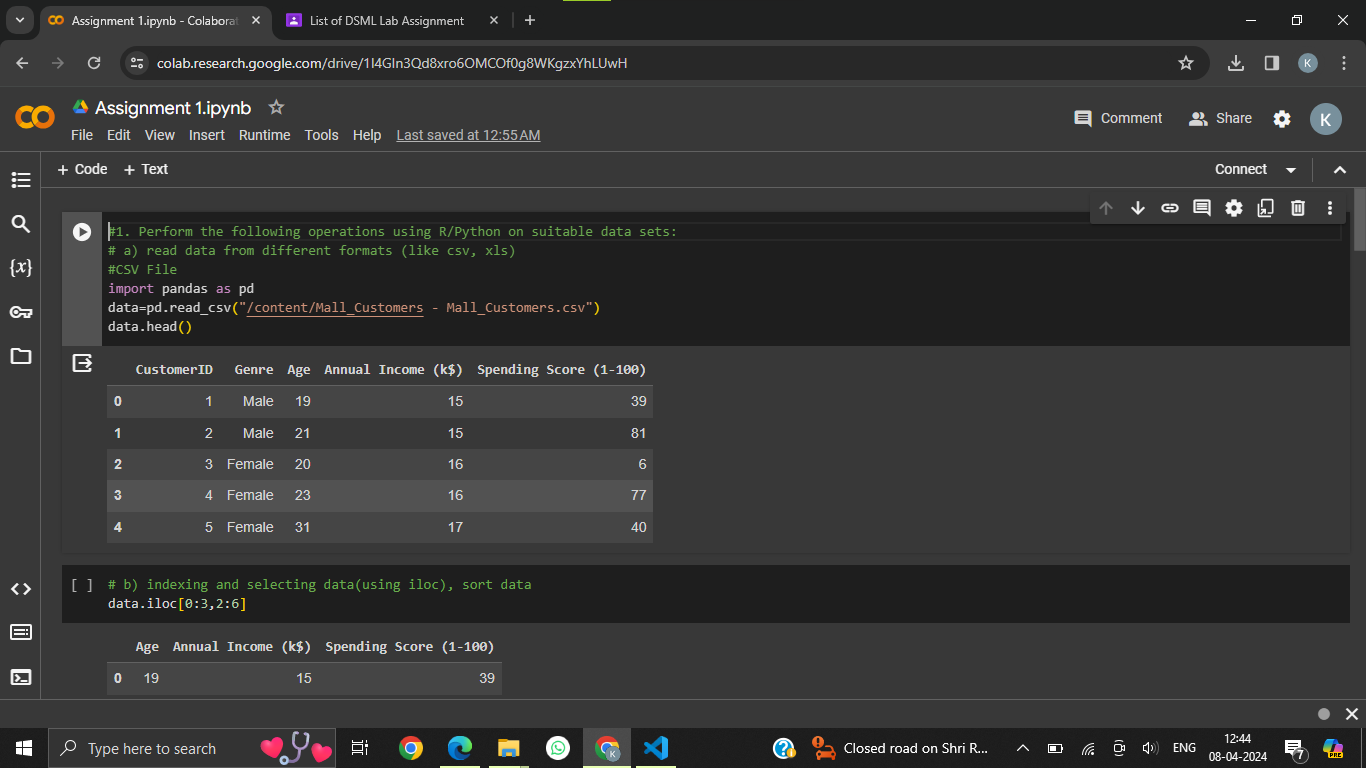 Assignment 1.ipynb - Colaborat
List of DSML Lab Assignment
colab.research.google.com/drive/1I4GIn3Qd8xro6OMCOf0g8WKgzxYhLUwH
K
Assignment 1.ipynb
File Edit View Insert Runtime Tools Help Last saved at 12:55 AM
Comment Share K
+ Code + Text
Connect
#1. Perform the following operations using R/Python on suitable data sets:
# a) read data from different formats (like csv, xls)
#CSV File
import pandas as pd
data=pd.read_csv("/content/Mall_Customers - Mall_Customers.csv")
data.head()
CustomerID Genre Age Annual Income (k$) Spending Score (1-100)
0 1 Male 19 15 39
1 2 Male 21 15 81
2 3 Female 20 16 6
3 4 Female 23 16 77
4 5 Female 31 17 40
[ ] # b) indexing and selecting data(using iloc), sort data
data.iloc[0:3,2:6]
Age Annual Income (k$) Spending Score (1-100)
0 19 15 39
Type here to search
K
Closed road on Shri R...
ENG
12:44
08-04-2024
7
PRE